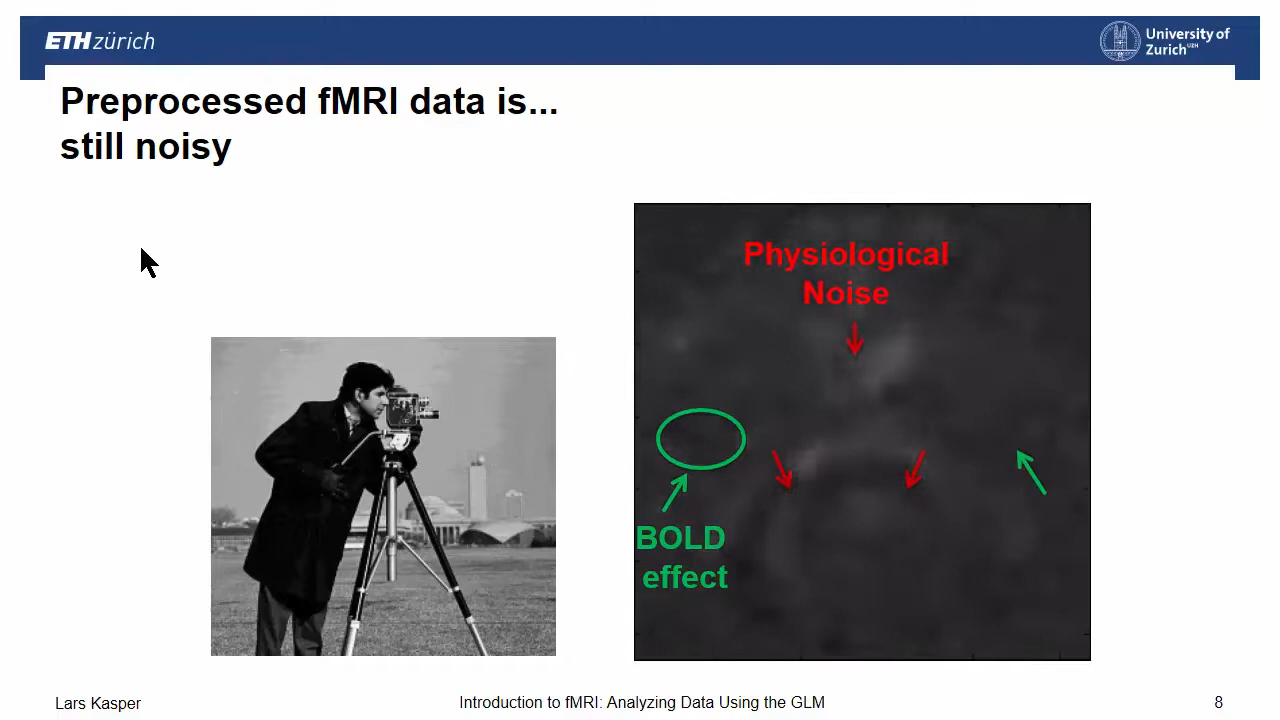 ETH zürich
University of
Zurich UZH
Preprocessed fMRI data is...
still noisy
Physiological
Noise
BOLD
effect
Lars Kasper
Introduction to fMRI: Analyzing Data Using the GLM
8